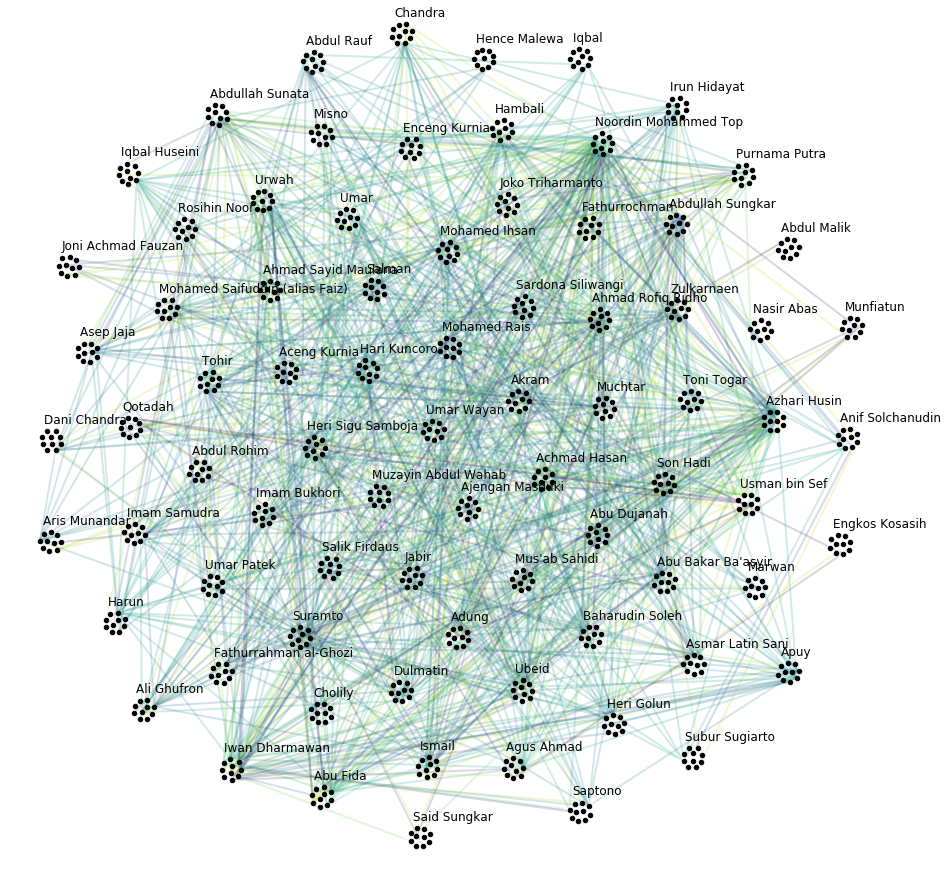 Chandra
Abdul Rauf
Hence Malewa
Iqbal
Irun Hidayat
Abdullah Sunata
Misno
Hambali
Enceng Kurnia
Noordin Mohammed Top
Iqbal Huseini
Purnama Putra
Urwah
Joko Triharmanto
Umar
Rosihin Noor
Fathurrochman
Abdullah Sungkar
Abdul Malik
Mohamed Ihsan
Joni Achmad Fauzan
Ahmad Sayid Maulana
Salman
Mohamed Saifuddin (alias Faiz)
Sardona Siliwangi
Ahmad Rofiq Ridho
Zulkarnaen
Nasir Abas
Munfiatun
Asep Jaja
Mohamed Rais
Aceng Kurnia
Hari Kuncoro
Tohir
Akram
Muchtar
Toni Togar
Azhari Husin
Anif Solchanudin
Dani Chandra
Qotadah
Umar Wayan
Heri Sigu Samboja
Abdul Rohim
Achmad Hasan
Son Hadi
Muzayin Abdul Wahab
Ajengan Masduki
Usman bin Sef
Imam Bukhori
Aris Munandar
Imam Samudra
Abu Dujanah
Engkos Kosasih
Salik Firdaus
Jabir
Mus'ab Sahidi
Abu Bakar Ba'asyir
Marwan
Umar Patek
Harun
Suramto
Adung
Baharudin Soleh
Asmar Latin Sani
Apuy
Fathurrahman al-Ghozi
Dulmatin
Ubeid
Ali Ghufron
Cholily
Heri Golun
Subur Sugiarto
Iwan Dharmawan
Ismail
Agus Ahmad
Abu Fida
Saptono
Said Sungkar